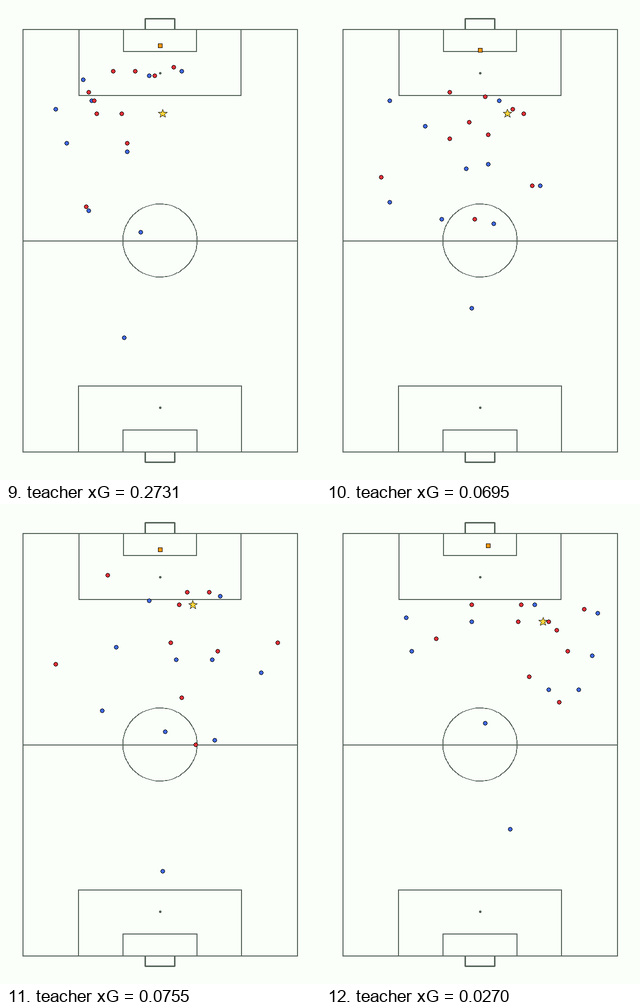 9. teacher xG = 0.2731
10. teacher xG = 0.0695
11. teacher xG = 0.0755
12. teacher xG = 0.0270